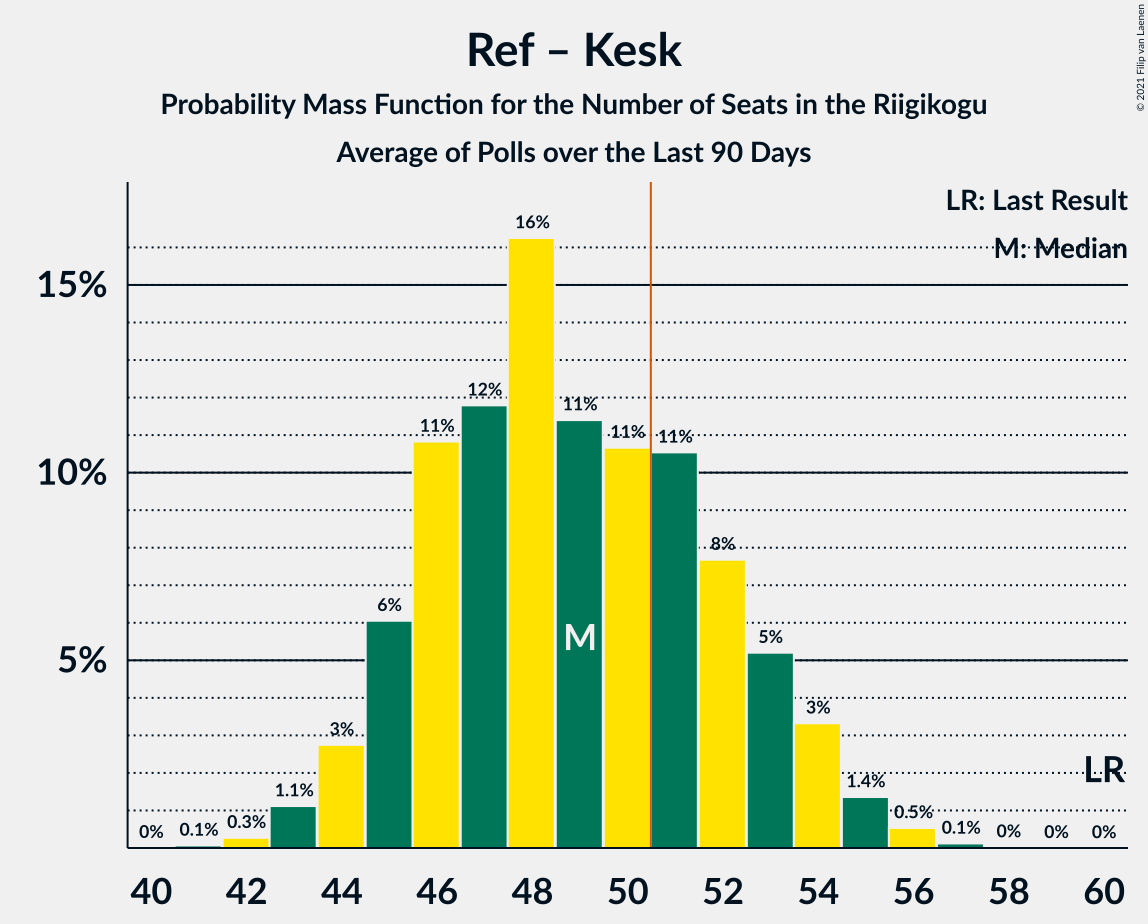 Ref – Kesk
Probability Mass Function for the Number of Seats in the Riigikogu
Average of Polls over the Last 90 Days
© 2021 Filip van Laenen
LR: Last Result
M: Median
15%
10%
5%
0%
0.1%
0.3%
1.1%
3%
6%
11%
12%
16%
11%
11%
11%
8%
5%
3%
1.4%
0.5%
0.1%
0%
0%
0%
M
LR
40 42 44 46 48 50 52 54 56 58 60